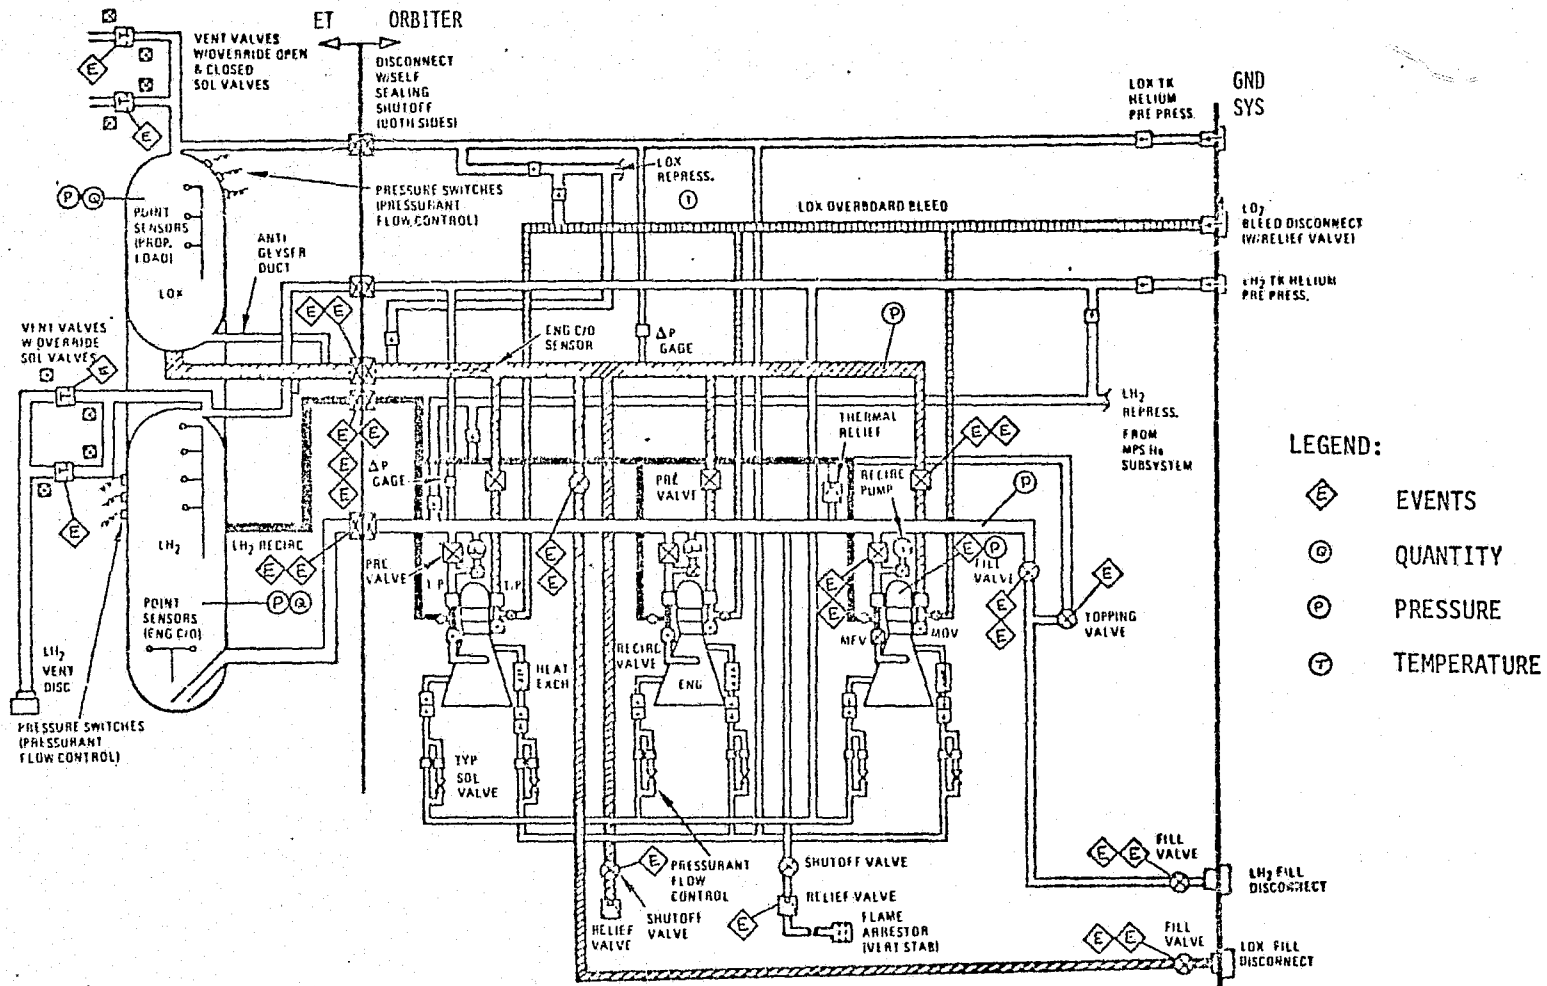 ET
ORBITER
VENT VALVES
W/OVERRIDE OPEN
& CLOSED
SOL VALVES
DISCONNECT
W/SELF
SEALING
SHUTOFF
(BOTH SIDES)
LOX TK
HELIUM
PRE PRESS.
GND
SYS
E
E
PRESSURE SWITCHES
(PRESSURANT
FLOW CONTROL)
LOX
REPRESS.
LOX OVERBOARD BLEED
LO2
BLEED DISCONNECT
(W/RELIEF VALVE)
P Q
POINT
SENSORS
(PROP.
LOAD)
LOX
ANTI
GEYSER
DUCT
LH2 TK HELIUM
PRE PRESS.
VENT VALVES
W OVERRIDE
SOL VALVES
E E
ENG C/O
SENSOR
ΔP
GAGE
P
E
LH2
REPRESS.
FROM
MPS He
SUBSYSTEM
THERMAL
RELIEF
E E
E E
E
E
ΔP
GAGE
PRE
VALVE
RECIRC
PUMP
P
E
LH2
LH2 RECIRC
E E
PRE
VALVE
E
E
E P
FILL
VALVE
E
E
E
E
E
TOPPING
VALVE
P Q
POINT
SENSORS
(ENG C/O)
MFV
MOV
LH2
VENT
DISC
HEAT
EXCH
RECIRC
VALVE
ENG
PRESSURE SWITCHES
(PRESSURANT
FLOW CONTROL)
TYP
SOL
VALVE
E
PRESSURANT
FLOW
CONTROL
SHUTOFF VALVE
RELIEF VALVE
E
FLAME
ARRESTOR
(VERT STAB)
RELIEF
VALVE
SHUTOFF
VALVE
E E
FILL
VALVE
LH2 FILL
DISCONNECT
E E
FILL
VALVE
LOX FILL
DISCONNECT
LEGEND:
E EVENTS
Q QUANTITY
P PRESSURE
T TEMPERATURE